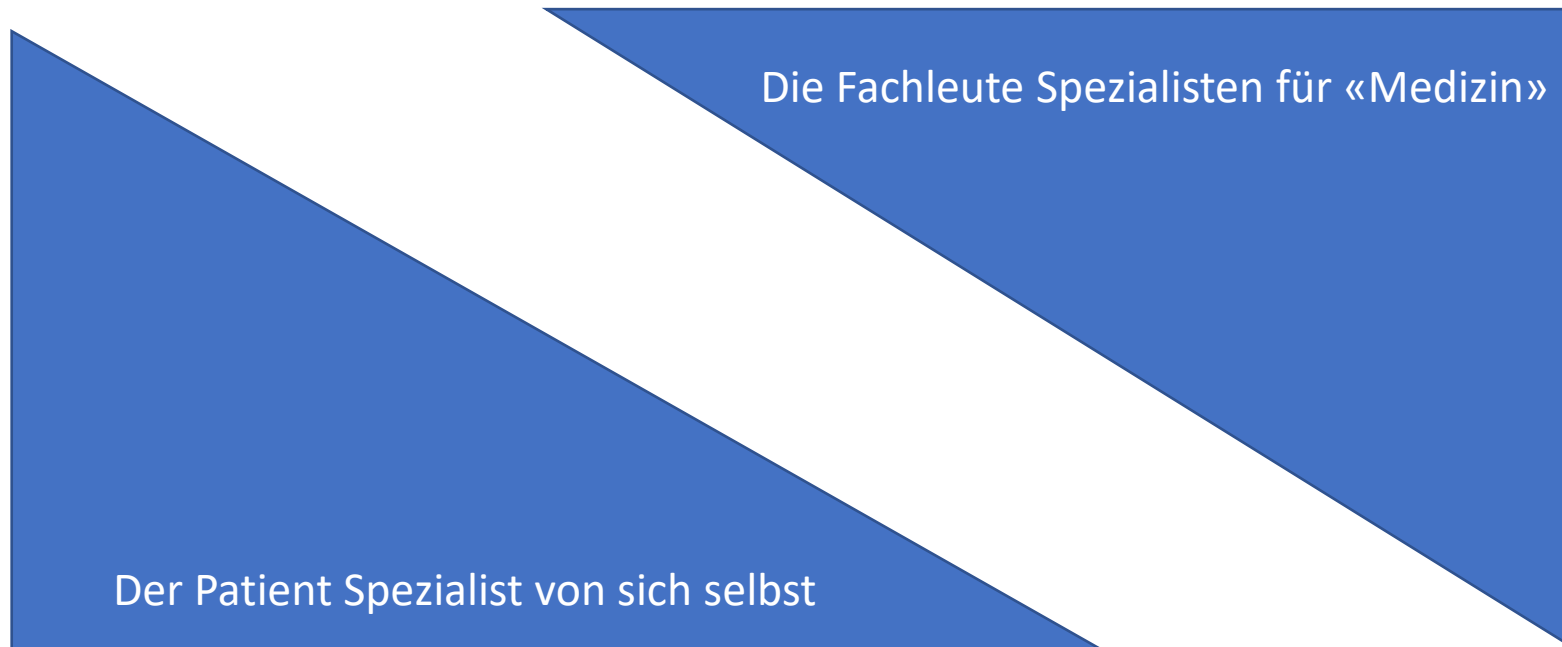 Die Fachleute Spezialisten für «Medizin»
Der Patient Spezialist von sich selbst